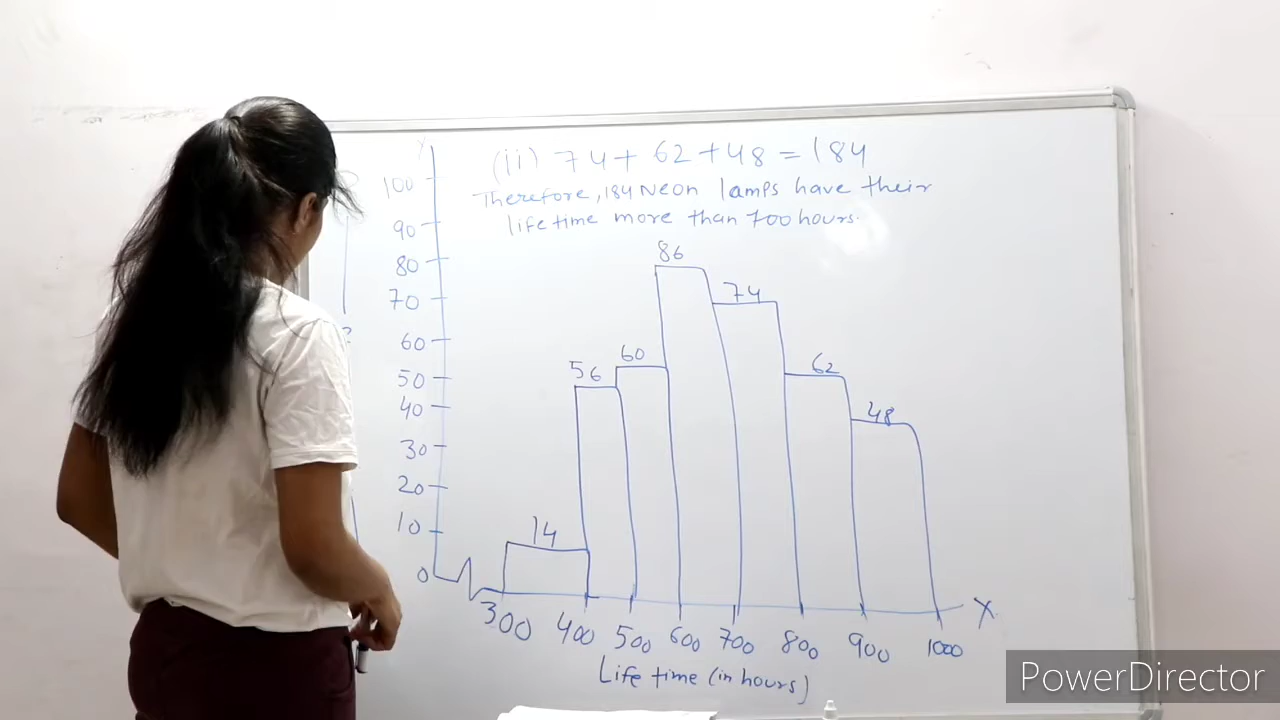 (ii) 74 + 62 + 48 = 184
Therefore, 184 Neon lamps have their
life time more than 700 hours.
Y
100
90
80
70
60
50
40
30
20
10
0
86
74
60
56
62
48
14
300 400 500 600 700 800 900 1000 X
Life time (in hours)
PowerDirector